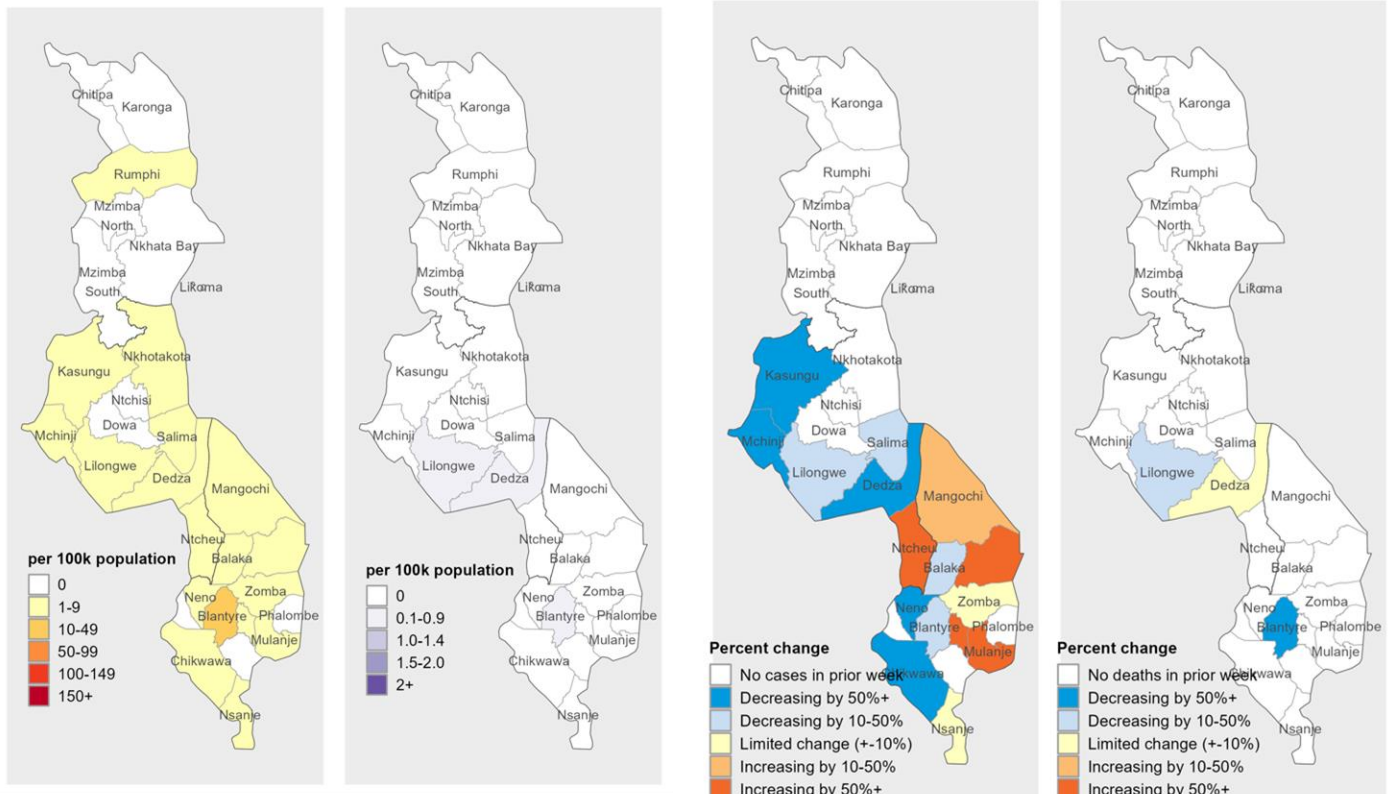 Chitipa
Karonga
Rumphi
Mzimba
North
Nkhata Bay
Mzimba
South
Nkhotakota
Kasungu
Ntchisi
Dowa
Mchinji
Salima
Lilongwe
Dedza
Mangochi
Ntcheu
Balaka
Neno
Zomba
Blantyre
Phalombe
Mulanje
Chikwawa
Nsanje
per 100k population
0
1-9
10-49
50-99
100-149
150+
Chitipa
Karonga
Rumphi
Mzimba
North
Nkhata Bay
Mzimba
South
Nkhotakota
Kasungu
Ntchisi
Dowa
Mchinji
Salima
Lilongwe
Dedza
Mangochi
Ntcheu
Balaka
Neno
Zomba
Blantyre
Phalombe
Mulanje
Chikwawa
Nsanje
per 100k population
0
0.1-0.9
1.0-1.4
1.5-2.0
2+
Chitipa
Karonga
Rumphi
Mzimba
North
Nkhata Bay
Mzimba
South
Nkhotakota
Kasungu
Ntchisi
Dowa
Mchinji
Salima
Lilongwe
Dedza
Mangochi
Ntcheu
Balaka
Neno
Zomba
Blantyre
Phalombe
Mulanje
Chikwawa
Nsanje
Percent change
No cases in prior week
Decreasing by 50%+
Decreasing by 10-50%
Limited change (+-10%)
Increasing by 10-50%
Increasing by 50%+
Chitipa
Karonga
Rumphi
Mzimba
North
Nkhata Bay
Mzimba
South
Nkhotakota
Kasungu
Ntchisi
Dowa
Mchinji
Salima
Lilongwe
Dedza
Mangochi
Ntcheu
Balaka
Neno
Zomba
Blantyre
Phalombe
Mulanje
Chikwawa
Nsanje
Percent change
No deaths in prior week
Decreasing by 50%+
Decreasing by 10-50%
Limited change (+-10%)
Increasing by 10-50%
Increasing by 50%+